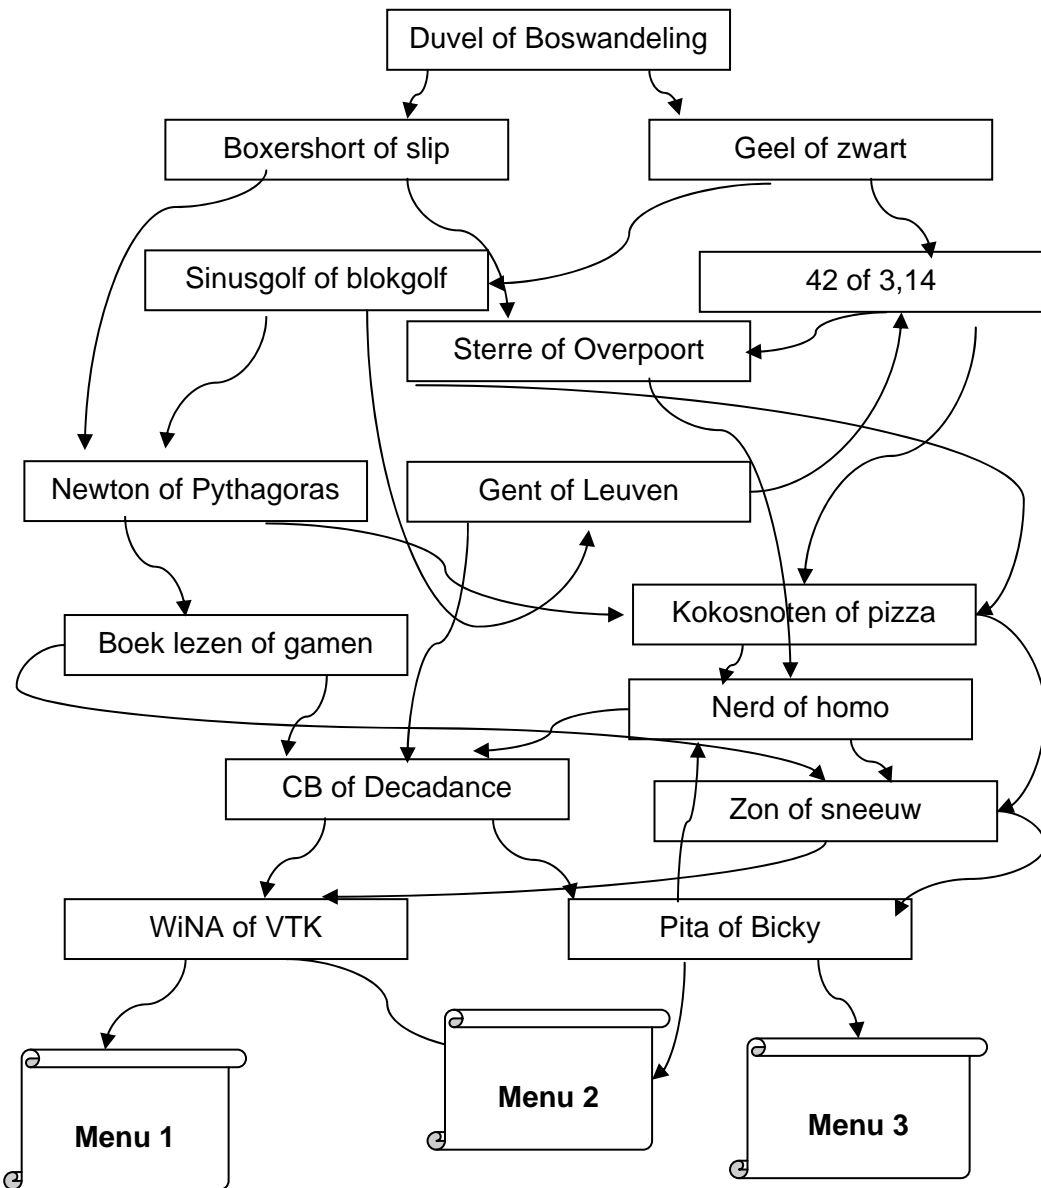 Duvel of Boswandeling
Boxershort of slip
Geel of zwart
Sinusgolf of blokgolf
42 of 3,14
Sterre of Overpoort
Newton of Pythagoras
Gent of Leuven
Kokosnoten of pizza
Boek lezen of gamen
Nerd of homo
CB of Decadance
Zon of sneeuw
WiNA of VTK
Pita of Bicky
Menu 1
Menu 2
Menu 3